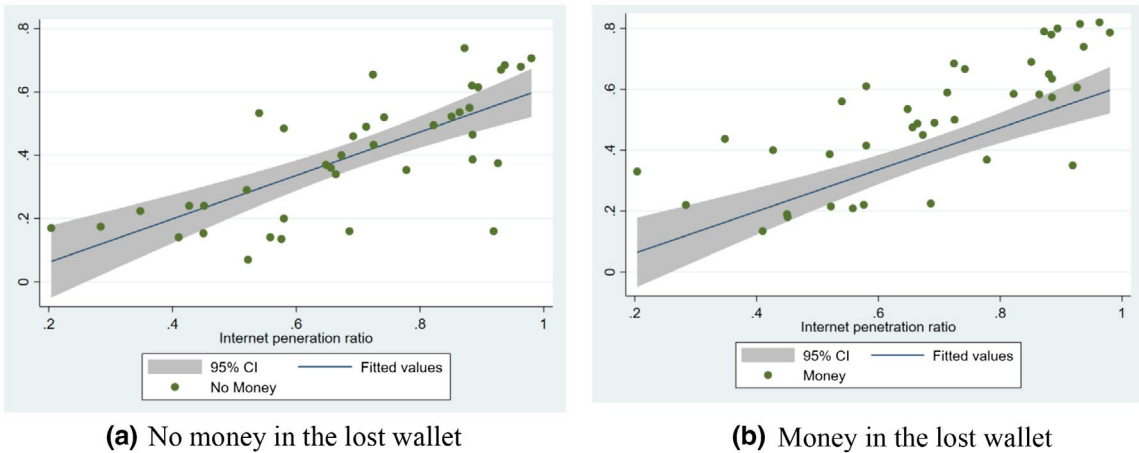 .8
.6
.4
.2
0
.2 .4 .6 .8 1
Internet peneration ratio
95% CI Fitted values
No Money
(a) No money in the lost wallet
.8
.6
.4
.2
0
.2 .4 .6 .8 1
Internet penetration ratio
95% CI Fitted values
Money
(b) Money in the lost wallet